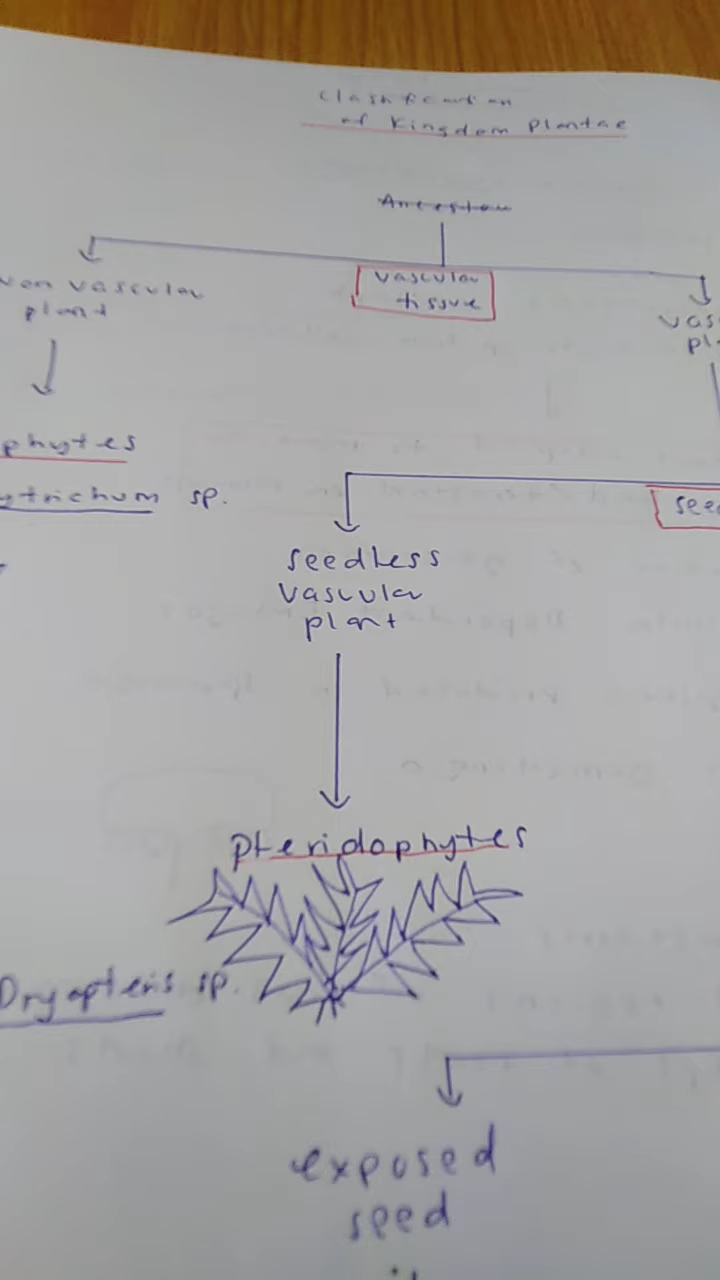 Classification
of Kingdom Plantae
Ancestor
vascular
tissue
non vascular
plant
vas
pl
phytes
ytrichum sp.
seed
seedless
vascular
plant
pteridophytes
Dryopteris sp.
exposed
seed